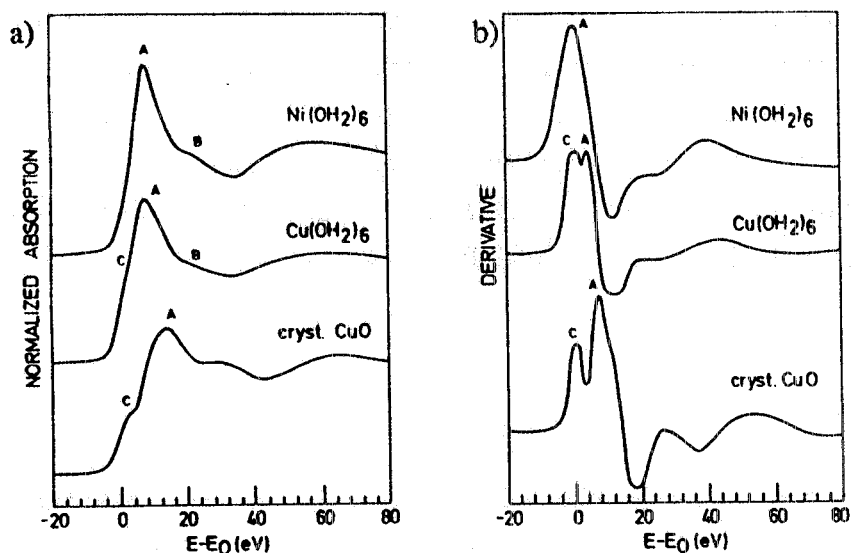 a)
A
B
Ni(OH2)6
C
A
B
Cu(OH2)6
C
A
cryst. CuO
NORMALIZED ABSORPTION
-20 0 20 40 60 80
E-E0 (eV)
b)
A
Ni(OH2)6
C A
Cu(OH2)6
C
A
cryst. CuO
DERIVATIVE
-20 0 20 40 60 80
E-E0 (eV)